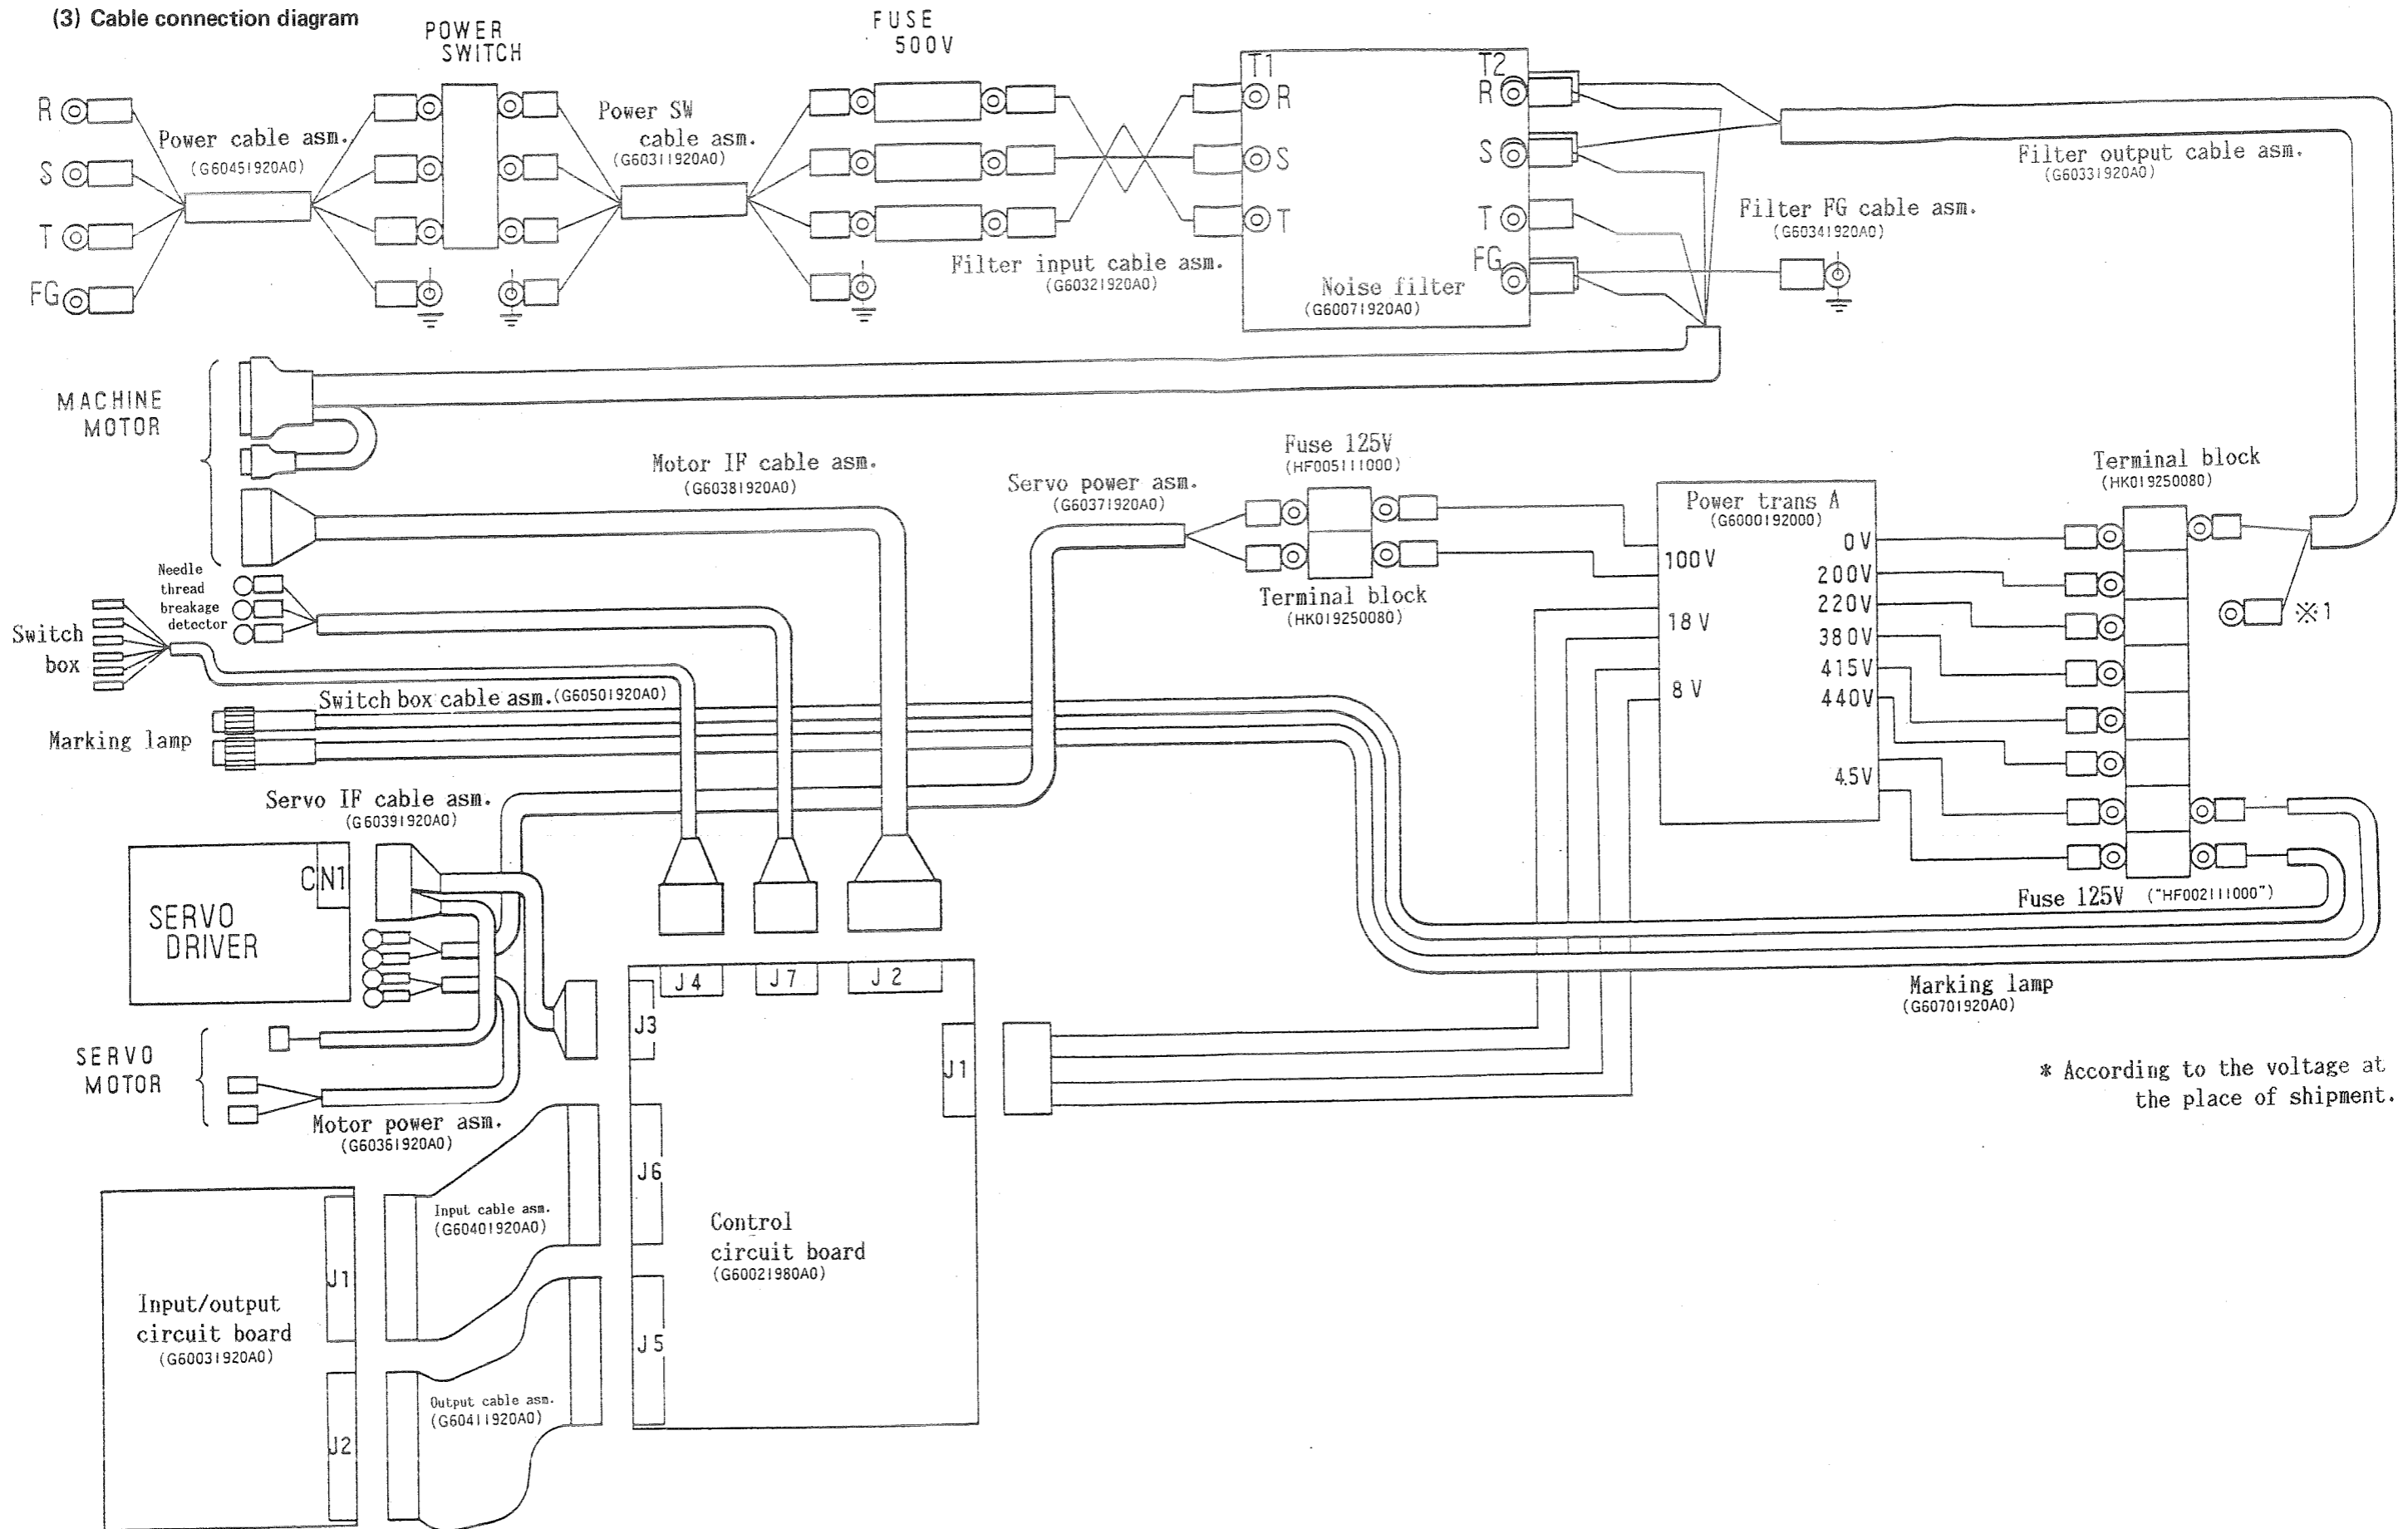 (3) Cable connection diagram
POWER
SWITCH
FUSE
500V
R
S
T
FG
Power cable asm.
(G60451920A0)
Power SW
cable asm.
(G60311920A0)
Filter input cable asm.
(G60321920A0)
T1
R
S
T
T2
R
S
T
FG
Noise filter
(G60071920A0)
Filter output cable asm.
(G60331920A0)
Filter FG cable asm.
(G60341920A0)
MACHINE
MOTOR
Motor IF cable asm.
(G60381920A0)
Servo power asm.
(G60371920A0)
Fuse 125V
(HF005111000)
Terminal block
(HK019250080)
Power trans A
(G6000192000)
100V
18V
8V
0V
200V
220V
380V
415V
440V
4.5V
Terminal block
(HK019250080)
※1
Needle
thread
breakage
detector
Switch
box
Switch box cable asm.(G60501920A0)
Marking lamp
Servo IF cable asm.
(G60391920A0)
CN1
SERVO
DRIVER
Fuse 125V ("HF002111000")
Marking lamp
(G60701920A0)
J4
J7
J2
J3
J1
SERVO
MOTOR
Motor power asm.
(G60361920A0)
* According to the voltage at
the place of shipment.
J6
Input cable asm.
(G60401920A0)
Control
circuit board
(G60021980A0)
J1
Input/output
circuit board
(G60031920A0)
J5
Output cable asm.
(G60411920A0)
J2